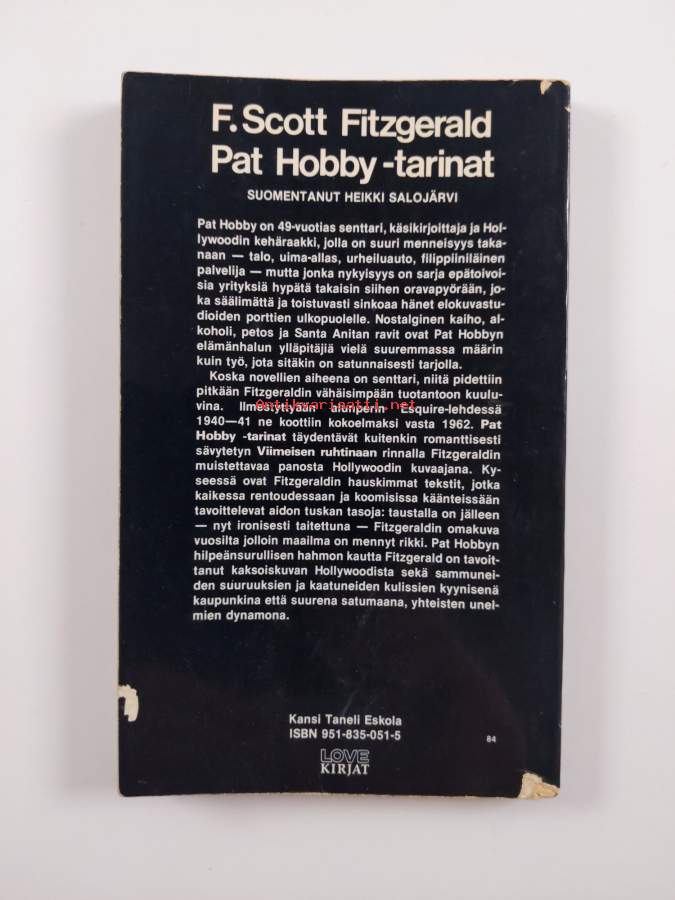 F. Scott Fitzgerald
Pat Hobby -tarinat
SUOMENTANUT HEIKKI SALOJÄRVI
Pat Hobby on 49-vuotias senttari, käsikirjoittaja ja Hol-
lywoodin kehäraakki, jolla on suuri menneisyys taka-
naan — talo, uima-allas, urheiluauto, filippiiniläinen
palvelija — mutta jonka nykyisyys on sarja epätoivoi-
sia yrityksiä hypätä takaisin siihen oravapyörään, jo-
ka säälimättä ja toistuvasti sinkoaa hänet elokuvastu-
dioiden porttien ulkopuolelle. Nostalginen kaiho, al-
koholi, petos ja Santa Anitan ravit ovat Pat Hobbyn
elämänhalun ylläpitäjiä vielä suuremmassa määrin
kuin työ, jota sitäkin on satunnaisesti tarjolla.
Koska novellien aiheena on senttari, niitä pidettiin
pitkään Fitzgeraldin vähäisimpään tuotantoon kuulu-
vina. Ilmestyttyään alunperin Esquire-lehdessä
Antikvariaatti.net
1940—41 ne koottiin kokoelmaksi vasta 1962. Pat
Hobby -tarinat täydentävät kuitenkin romanttisesti
sävytetyn Viimeisen ruhtinaan rinnalla Fitzgeraldin
muistettavaa panosta Hollywoodin kuvaajana. Ky-
seessä ovat Fitzgeraldin hauskimmat tekstit, jotka
kaikessa rentoudessaan ja koomisissa käänteissään
tavoittelevat aidon tuskan tasoja: taustalla on jälleen
— nyt ironisesti taitettuna — Fitzgeraldin omakuva
vuosilta jolloin maailma on mennyt rikki. Pat Hobbyn
hilpeänsurullisen hahmon kautta Fitzgerald on tavoit-
tanut kaksoiskuvan Hollywoodista sekä sammunei-
den suuruuksien ja kaatuneiden kulissien kyynisenä
kaupunkina että suurena satumaana, yhteisten unel-
mien dynamona.
Kansi Taneli Eskola
ISBN 951-835-051-5
84
LOVE
KIRJAT